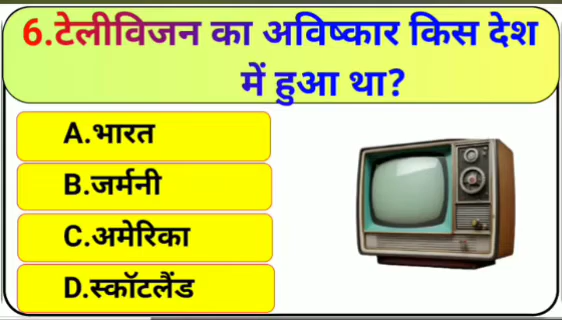 6.टेलीविजन का अविष्कार किस देश
में हुआ था?
A.भारत
B.जर्मनी
C.अमेरिका
D.स्कॉटलैंड